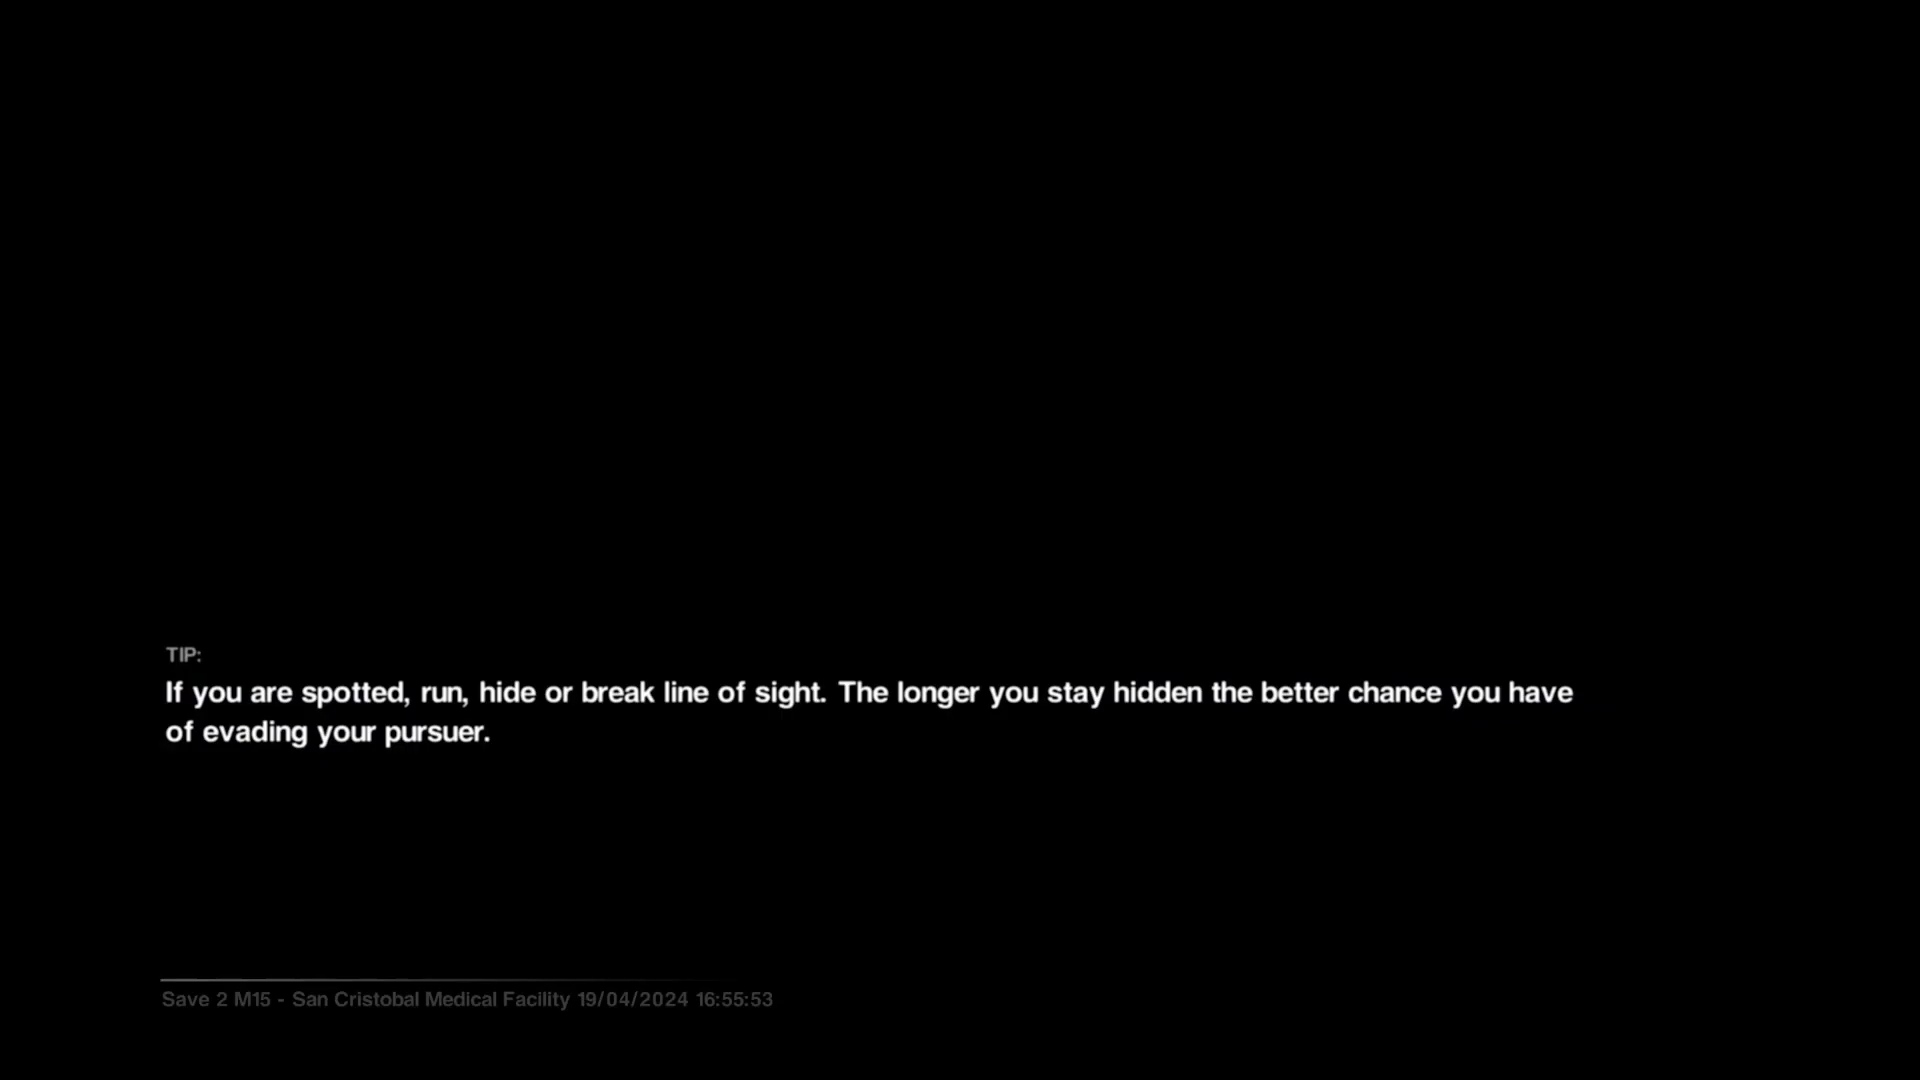 TIP:
If you are spotted, run, hide or break line of sight. The longer you stay hidden the better chance you have
of evading your pursuer.
Save 2 M15 - San Cristobal Medical Facility 19/04/2024 16:55:53